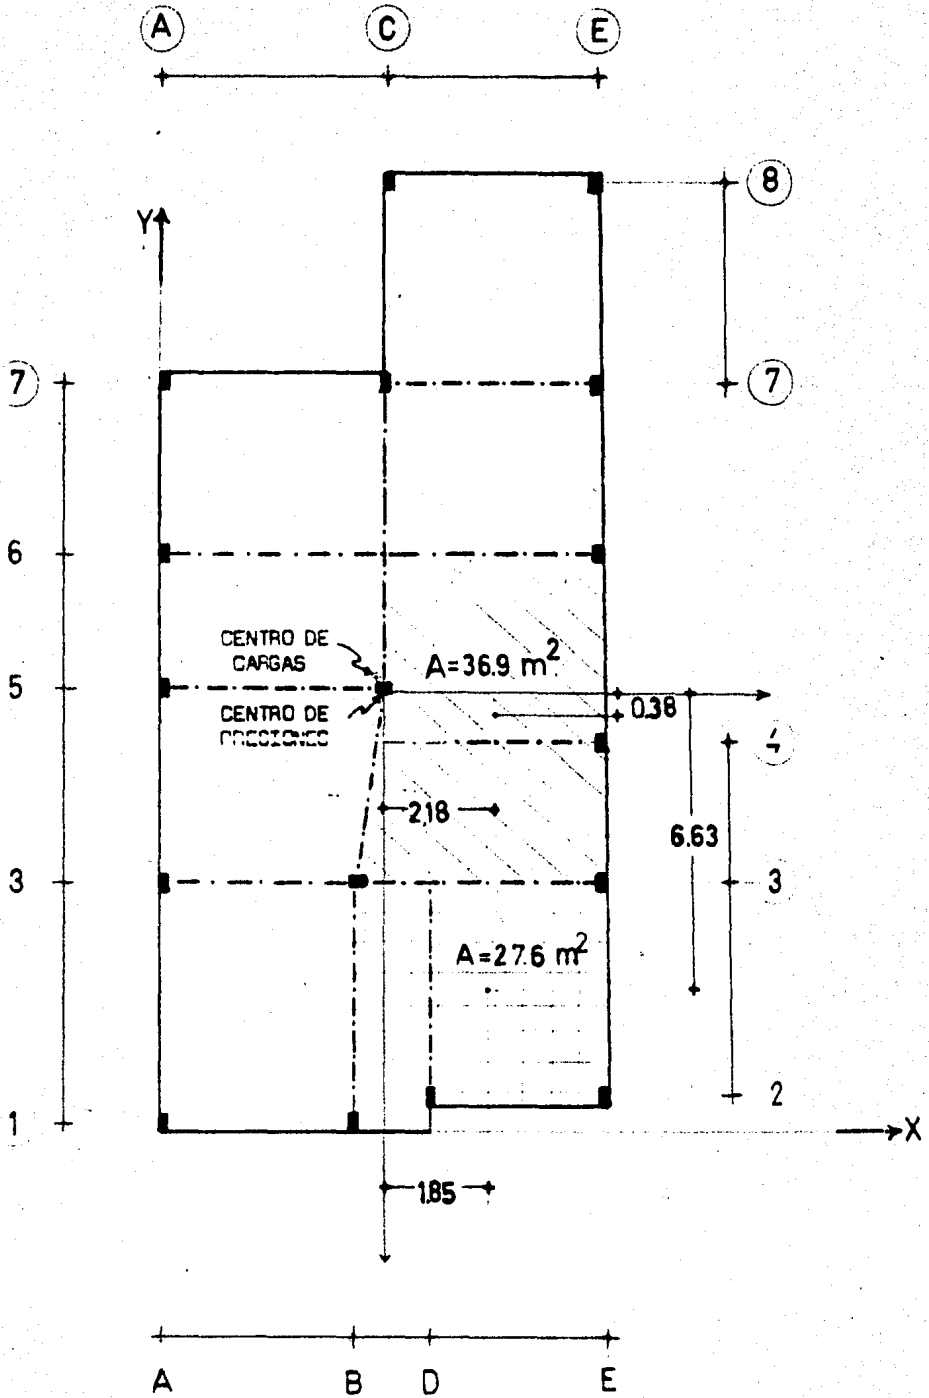 A C E
8
Y
7 7
6
CENTRO DE
CARGAS
A=36.9 m²
5
0.38
CENTRO DE
PRESIONES
4
2.18
6.63
3 3
A=27.6 m²
2
1
X
1.85
A B D E